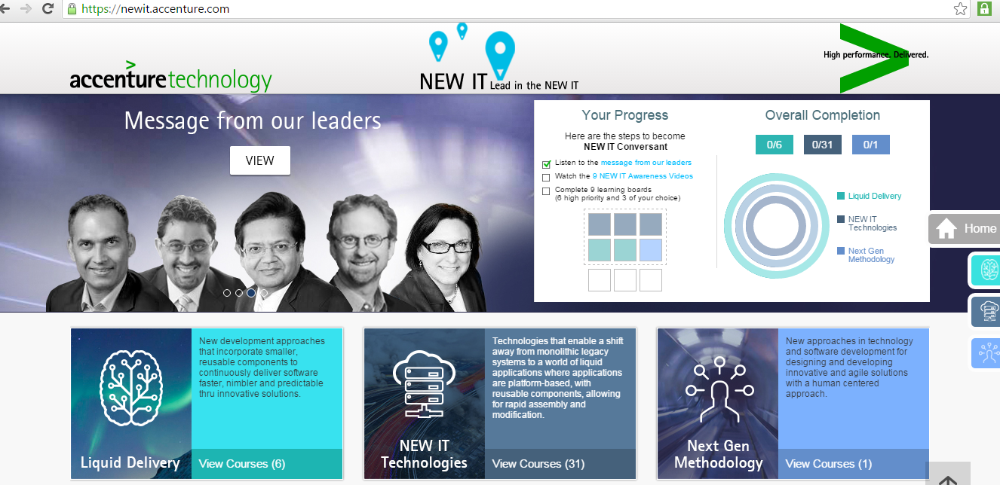 https://newit.accenture.com
accenturetechnology
>
NEW IT Lead in the NEW IT
High performance. Delivered.
Message from our leaders
VIEW
Your Progress
Here are the steps to become
NEW IT Conversant
Listen to the message from our leaders
Watch the 9 NEW IT Awareness Videos
Complete 9 learning boards
(6 high priority and 3 of your choice)
Overall Completion
0/6
0/31
0/1
Liquid Delivery
NEW IT
Technologies
Next Gen
Methodology
Home
Liquid Delivery
New development approaches
that incorporate smaller,
reusable components to
continuously deliver software
faster, nimbler and predictable
thru innovative solutions.
View Courses (6)
NEW IT
Technologies
Technologies that enable a shift
away from monolithic legacy
systems to a world of liquid
applications where applications
are platform-based, with
reusable components, allowing
for rapid assembly and
modification.
View Courses (31)
Next Gen
Methodology
New approaches in technology
and software development for
designing and developing
innovative and agile solutions
with a human centered
approach.
View Courses (1)